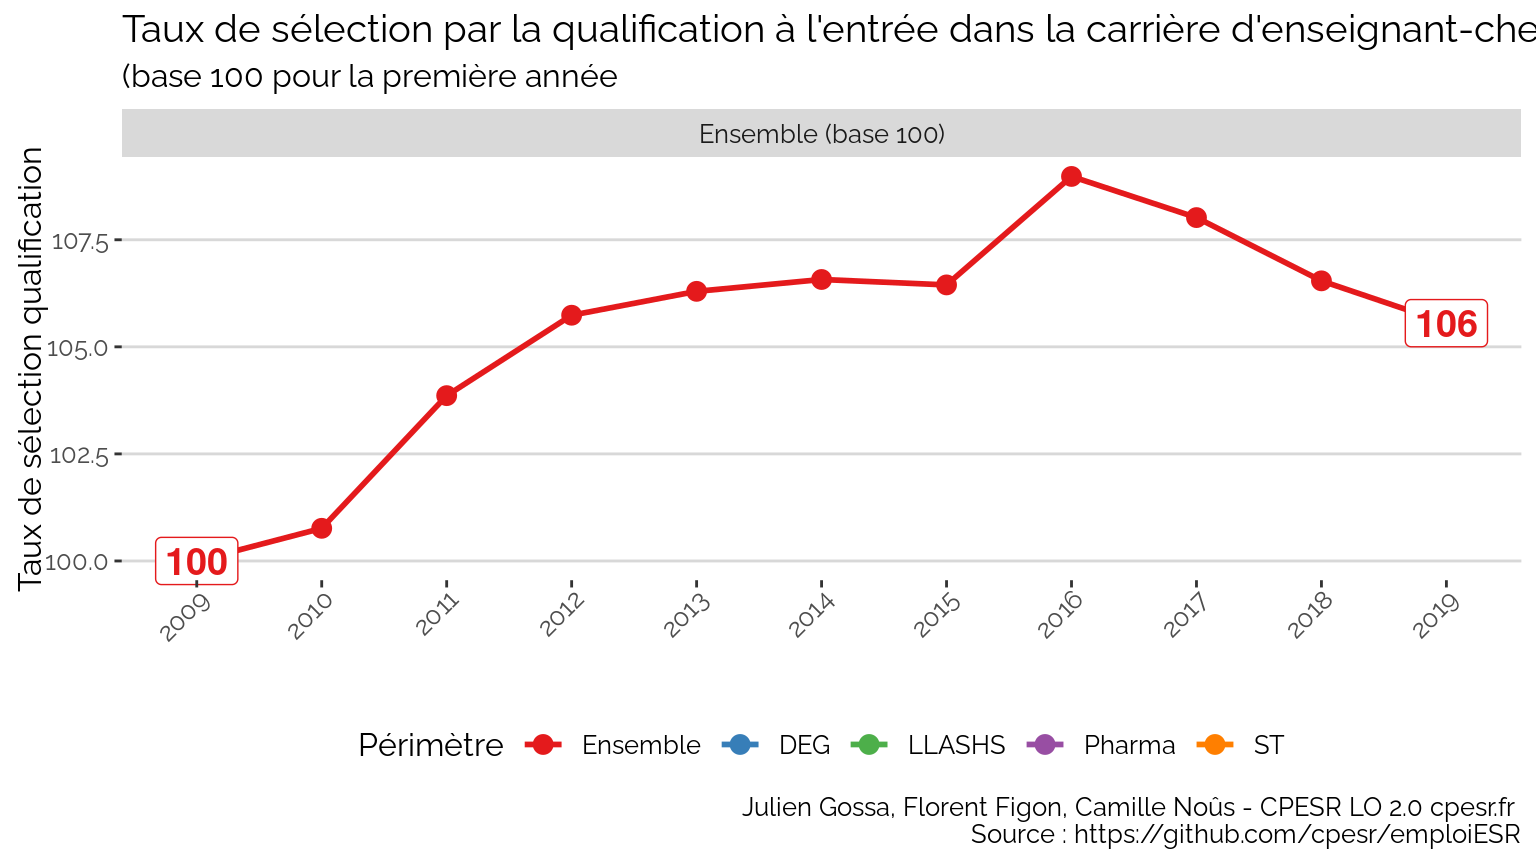 Taux de sélection par la qualification à l'entrée dans la carrière d'enseignant-che
(base 100 pour la première année
Ensemble (base 100)
Taux de sélection qualification
107.5
105.0
102.5
100.0
100
106
2009
2010
2011
2012
2013
2014
2015
2016
2017
2018
2019
Périmètre
Ensemble
DEG
LLASHS
Pharma
ST
Julien Gossa, Florent Figon, Camille Noûs - CPESR LO 2.0 cpesr.fr
Source : https://github.com/cpesr/emploiESR